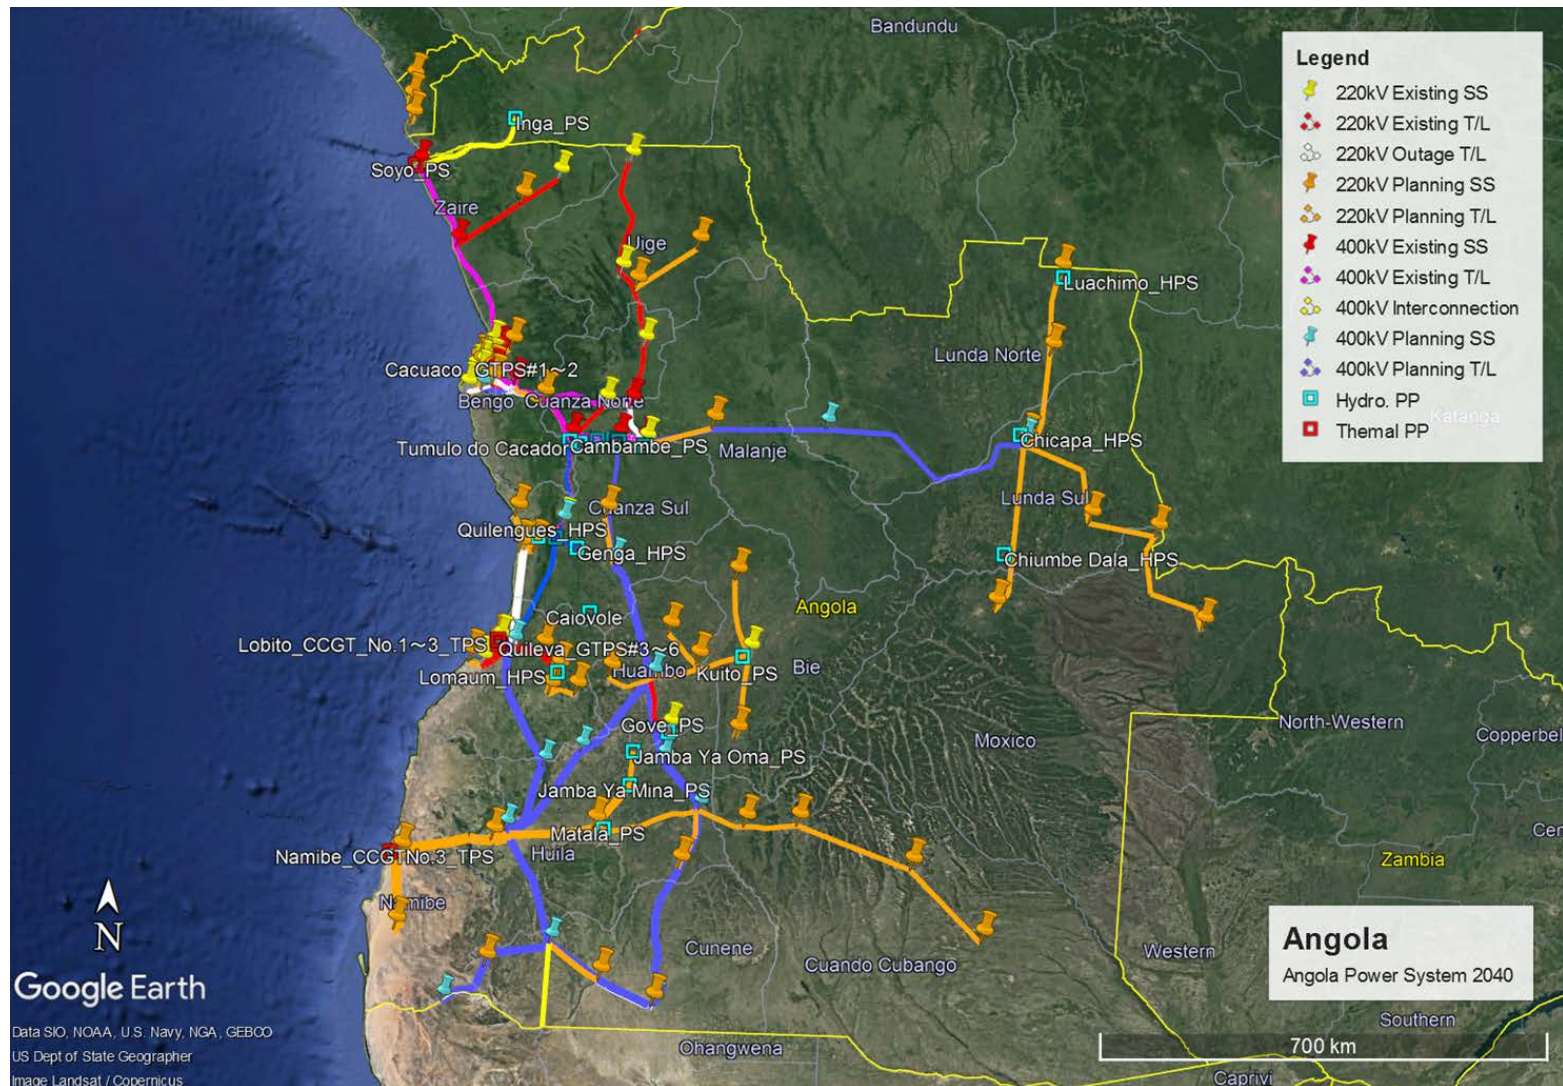 Bandundu
Legend
220kV Existing SS
220kV Existing T/L
220kV Outage T/L
220kV Planning SS
220kV Planning T/L
400kV Existing SS
400kV Existing T/L
400kV Interconnection
400kV Planning SS
400kV Planning T/L
Hydro. PP
Themal PP
Katanga
Inga_PS
Soyo_PS
Zaire
Uige
Luachimo_HPS
Lunda Norte
Cacuaco_GTPS#1~2
Bengo
Cuanza Norte
Tumulo do Cacador
Cambambe_PS
Malanje
Chicapa_HPS
Lunda Sul
Cuanza Sul
Quilengues_HPS
Genga_HPS
Chiumbe Dala_HPS
Angola
Caiovole
Lobito_CCGT_No.1~3_TPS
Quileva_GTPS#3~6
Lomaum_HPS
Huambo
Kuito_PS
Bie
Gove_PS
North-Western
Copperbel
Moxico
Jamba Ya Oma_PS
Jamba Ya Mina_PS
Matala_PS
Cen
Namibe_CCGTNo.3_TPS
Huila
Zambia
Namibe
N
Cunene
Cuando Cubango
Western
Angola
Angola Power System 2040
Google Earth
Data SIO, NOAA, U.S. Navy, NGA, GEBCO
US Dept of State Geographer
Image Landsat / Copernicus
Southern
700 km
Ohangwena
Caprivi